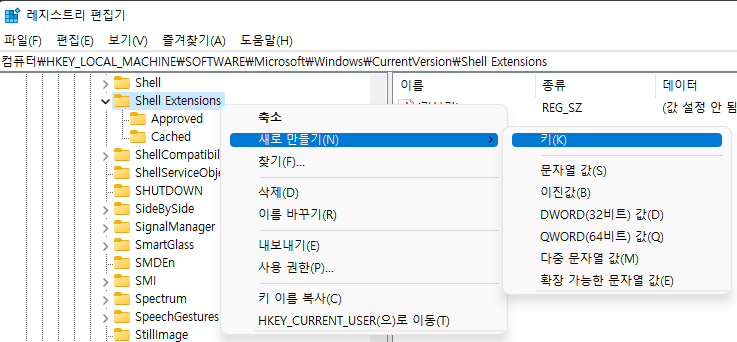 레지스트리 편집기
파일(F) 편집(E) 보기(V) 즐겨찾기(A) 도움말(H)
컴퓨터₩HKEY_LOCAL_MACHINE₩SOFTWARE₩Microsoft₩Windows₩CurrentVersion₩Shell Extensions
Shell
Shell Extensions
Approved
Cached
ShellCompatibil
ShellServiceObje
SHUTDOWN
SideBySide
SignalManager
SmartGlass
SMDEn
SMI
Spectrum
SpeechGestures
StillImage
이름 종류 데이터
REG_SZ (값 설정 안 됨
축소
새로 만들기(N)
찾기(F)...
삭제(D)
이름 바꾸기(R)
내보내기(E)
사용 권한(P)...
키 이름 복사(C)
HKEY_CURRENT_USER(으)로 이동(T)
키(K)
문자열 값(S)
이진값(B)
DWORD(32비트) 값(D)
QWORD(64비트) 값(Q)
다중 문자열 값(M)
확장 가능한 문자열 값(E)